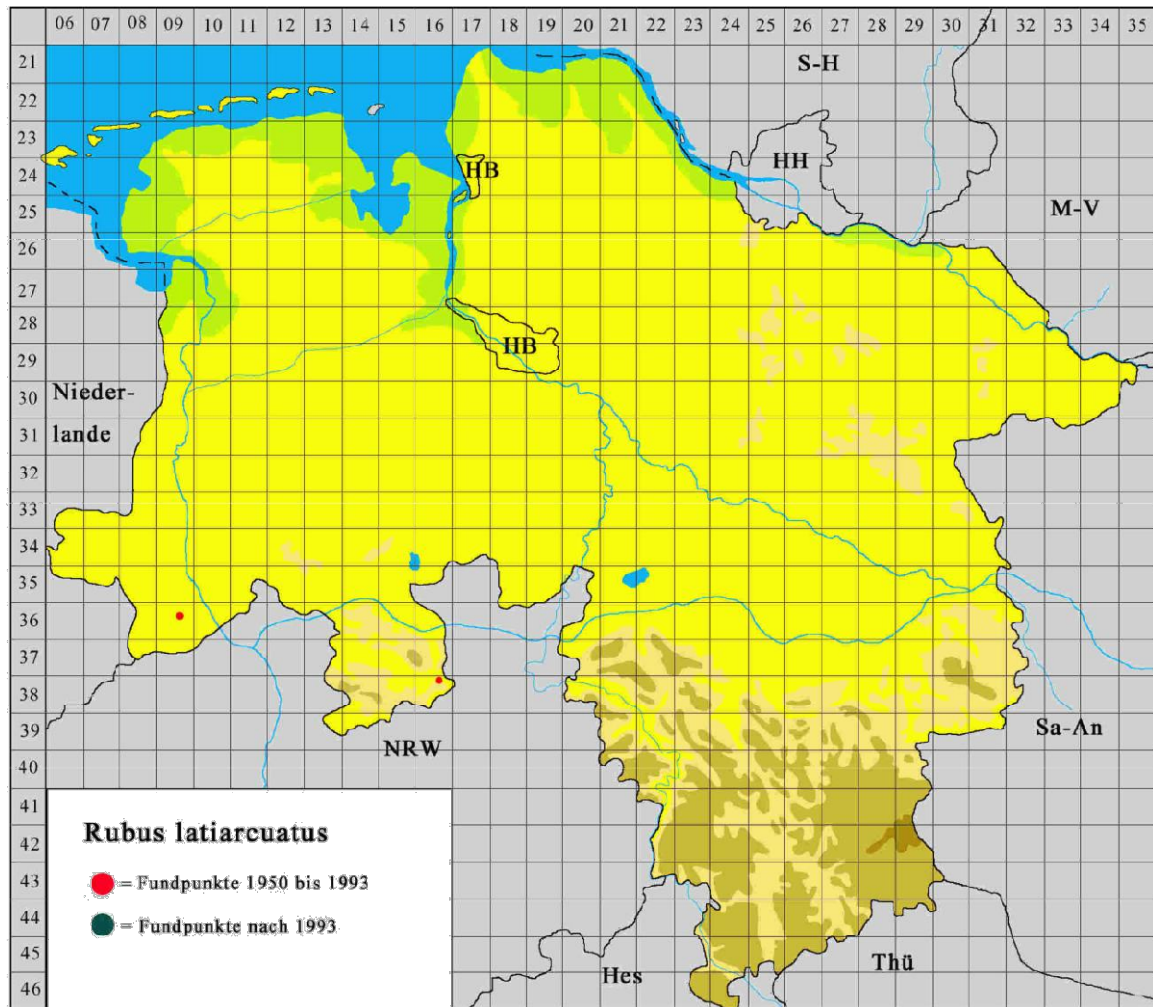 06 07 08 09 10 11 12 13 14 15 16 17 18 19 20 21 22 23 24 25 26 27 28 29 30 31 32 33 34 35
21
22
23
24
25
26
27
28
29
30
31
32
33
34
35
36
37
38
39
40
41
42
43
44
45
46
S-H
HB
HH
M-V
HB
Nieder-
lande
Sa-An
NRW
Hes
Thü
Rubus latiarcuatus
= Fundpunkte 1950 bis 1993
= Fundpunkte nach 1993